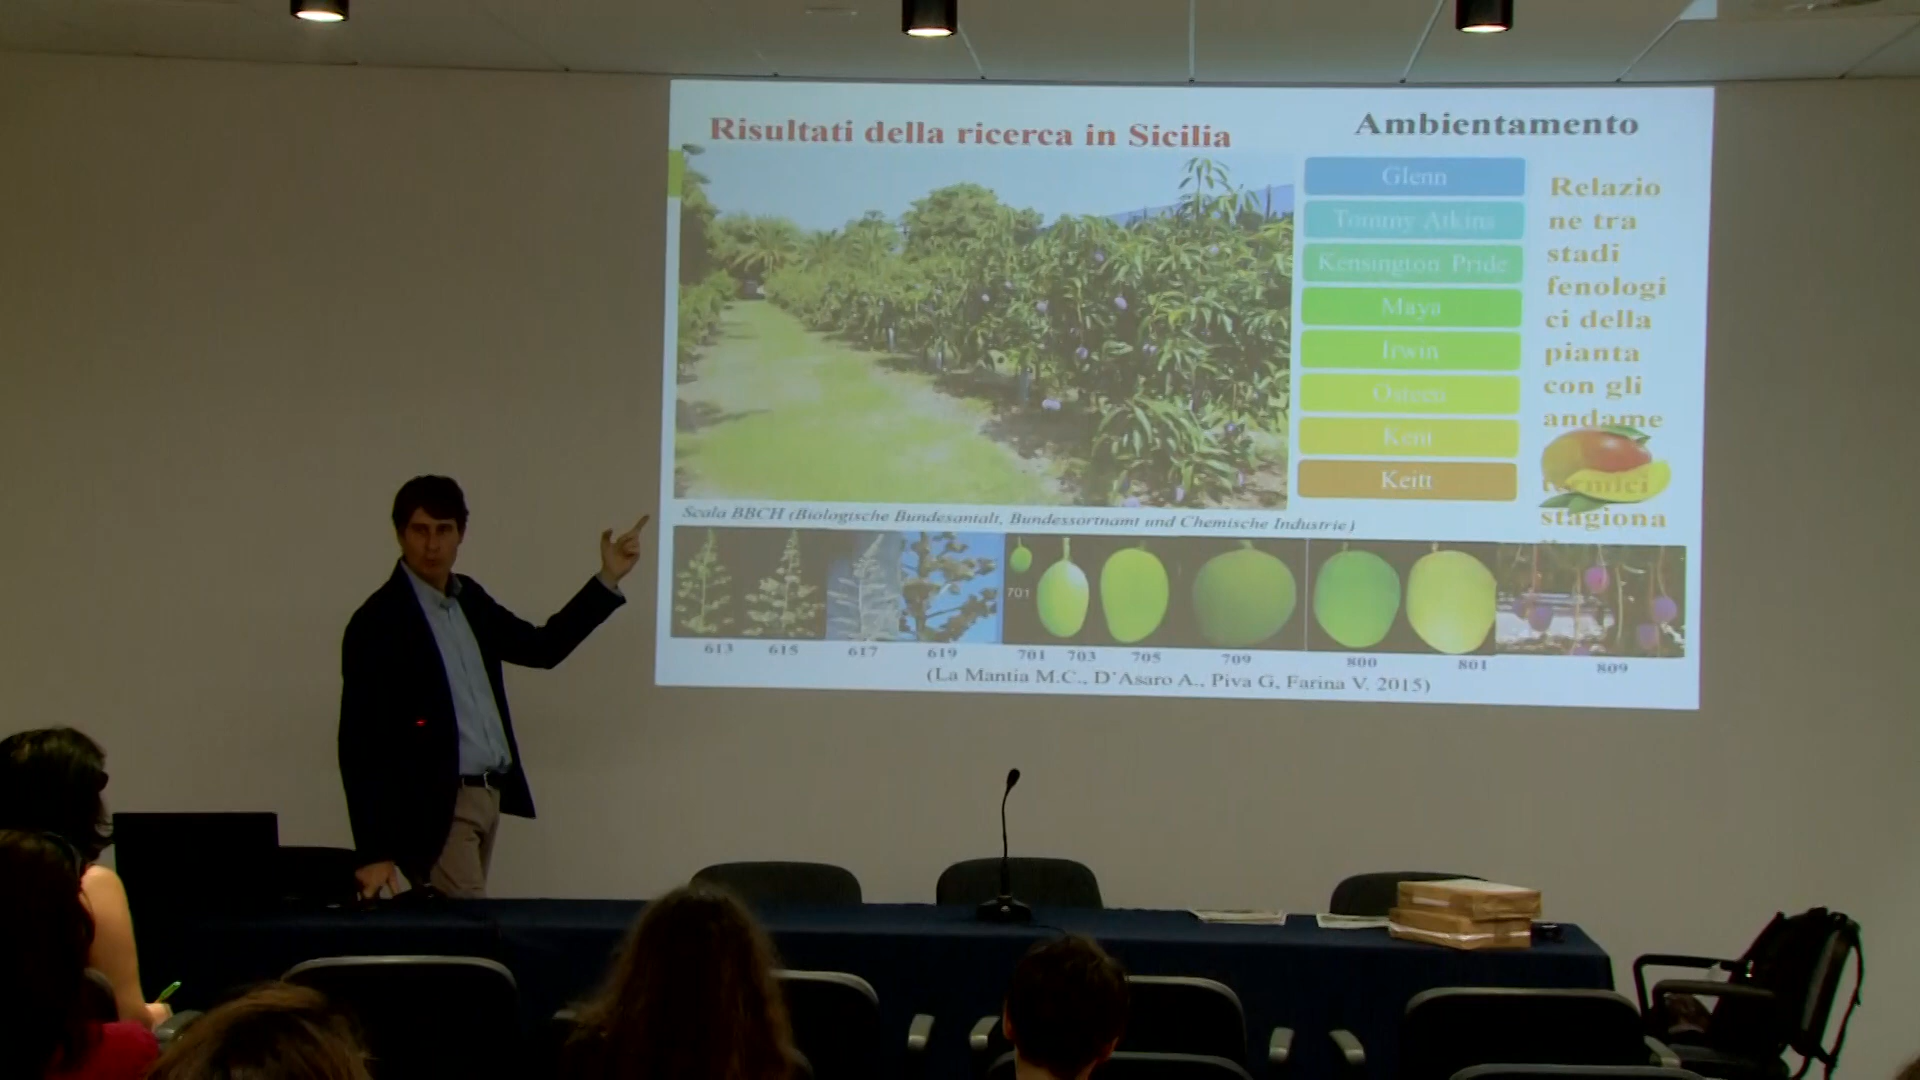 Risultati della ricerca in Sicilia
Ambientamento
Glenn
Tommy Atkins
Kensington Pride
Maya
Irwin
Osteen
Kent
Keitt
Relazio
ne tra
stadi
fenologi
ci della
pianta
con gli
andame
termici
stagiona
Scala BBCH (Biologische Bundesantalt, Bundessortnamt und Chemische Industrie)
701
613 615 617 619 701 703 705 709 800 801 809
(La Mantia M.C., D'Asaro A., Piva G, Farina V. 2015)